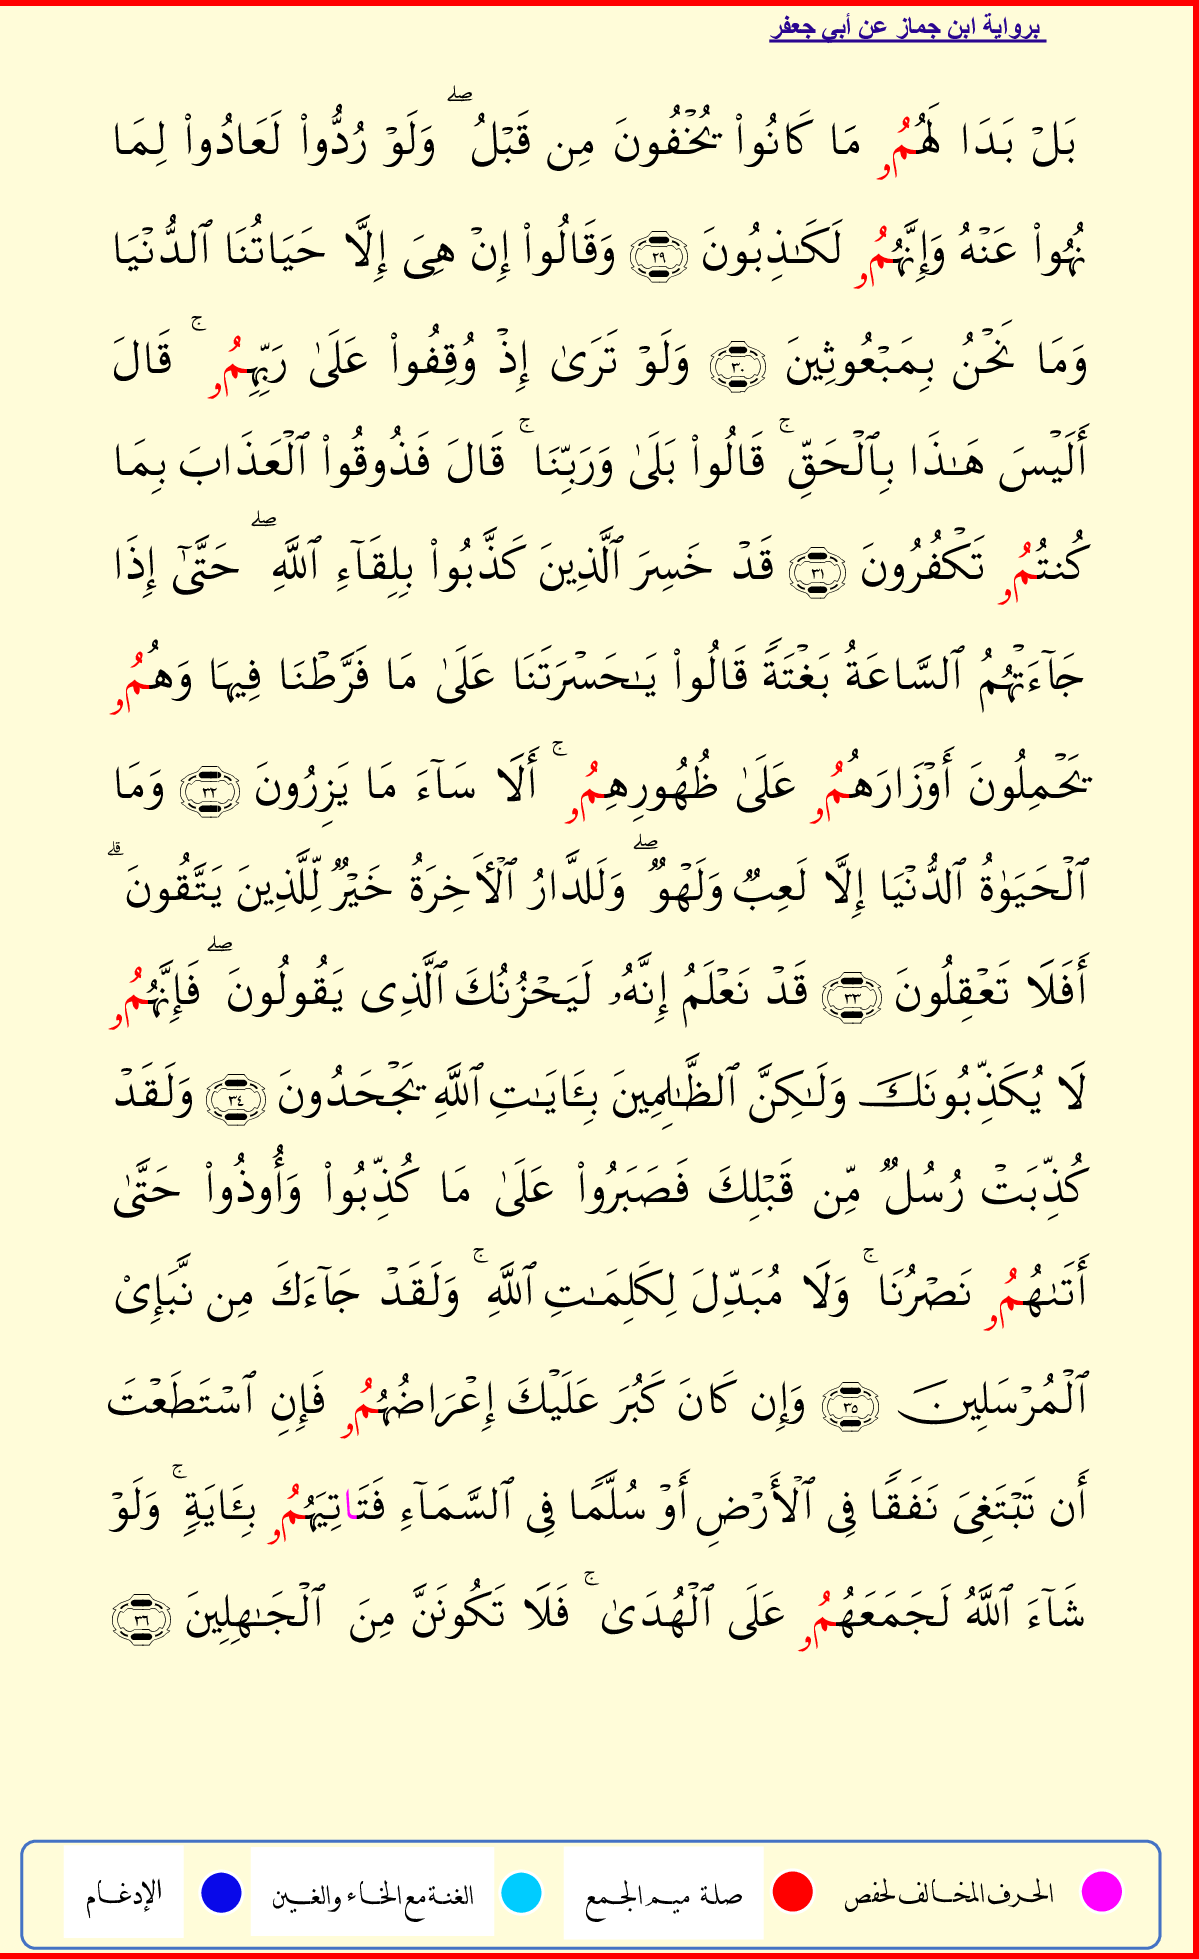 برواية ابن جماز عن أبي جعفر
بَلۡ بَدَا لَهُمُۥ مَا كَانُواْ يُخۡفُونَ مِن قَبۡلُۖ وَلَوۡ رُدُّواْ لَعَادُواْ لِمَا
نُهُواْ عَنۡهُ وَإِنَّهُمُۥ لَكَٰذِبُونَ ٢٩ وَقَالُواْ إِنۡ هِيَ إِلَّا حَيَاتُنَا ٱلدُّنۡيَا
وَمَا نَحۡنُ بِمَبۡعُوثِينَ ٣٠ وَلَوۡ تَرَىٰ إِذۡ وُقِفُواْ عَلَىٰ رَبِّهِمُۥۚ قَالَ
أَلَيۡسَ هَٰذَا بِٱلۡحَقِّۚ قَالُواْ بَلَىٰ وَرَبِّنَاۚ قَالَ فَذُوقُواْ ٱلۡعَذَابَ بِمَا
كُنتُمُۥ تَكۡفُرُونَ ٣١ قَدۡ خَسِرَ ٱلَّذِينَ كَذَّبُواْ بِلِقَآءِ ٱللَّهِۖ حَتَّىٰٓ إِذَا
جَآءَتۡهُمُ ٱلسَّاعَةُ بَغۡتَةٗ قَالُواْ يَٰحَسۡرَتَنَا عَلَىٰ مَا فَرَّطۡنَا فِيهَا وَهُمُۥ
يَحۡمِلُونَ أَوۡزَارَهُمُۥ عَلَىٰ ظُهُورِهِمُۥۚ أَلَا سَآءَ مَا يَزِرُونَ ٣٢ وَمَا
ٱلۡحَيَوٰةُ ٱلدُّنۡيَا إِلَّا لَعِبٞ وَلَهۡوٞۖ وَلَلدَّارُ ٱلۡأٓخِرَةُ خَيۡرٞ لِّلَّذِينَ يَتَّقُونَۚۗ
أَفَلَا تَعۡقِلُونَ ٣٣ قَدۡ نَعۡلَمُ إِنَّهُۥ لَيَحۡزُنُكَ ٱلَّذِي يَقُولُونَۖ فَإِنَّهُمُۥ
لَا يُكَذِّبُونَكَ وَلَٰكِنَّ ٱلظَّٰلِمِينَ بِـَٔايَٰتِ ٱللَّهِ يَجۡحَدُونَ ٣٤ وَلَقَدۡ
كُذِّبَتۡ رُسُلٞ مِّن قَبۡلِكَ فَصَبَرُواْ عَلَىٰ مَا كُذِّبُواْ وَأُوذُواْ حَتَّىٰ
أَتَىٰهُمُۥ نَصۡرُنَاۚ وَلَا مُبَدِّلَ لِكَلِمَٰتِ ٱللَّهِۚ وَلَقَدۡ جَآءَكَ مِن نَّبَإِيْ
ٱلۡمُرۡسَلِينَ ٣٥ وَإِن كَانَ كَبُرَ عَلَيۡكَ إِعۡرَاضُهُمُۥ فَإِنِ ٱسۡتَطَعۡتَ
أَن تَبۡتَغِيَ نَفَقٗا فِي ٱلۡأَرۡضِ أَوۡ سُلَّمٗا فِي ٱلسَّمَآءِ فَتَاتِيَهُمُۥ بِـَٔايَةٖۚ وَلَوۡ
شَآءَ ٱللَّهُ لَجَمَعَهُمُۥ عَلَى ٱلۡهُدَىٰۚ فَلَا تَكُونَنَّ مِنَ ٱلۡجَٰهِلِينَ ٣٦
الحرف المخالف لحفص صلة ميم الجمع الغنة مع الخاء والغين الإدغام